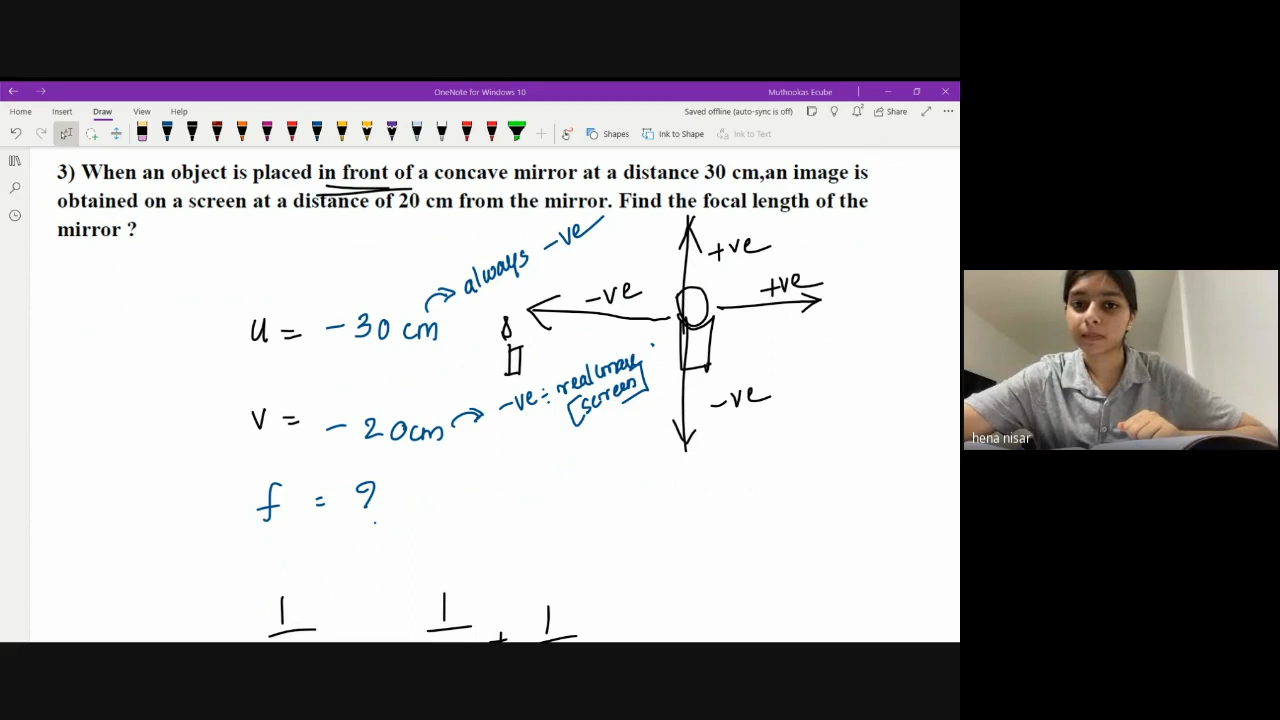 OneNote for Windows 10
Muthookas Ecube
Home Insert Draw View Help
Saved offline (auto-sync is off)
Share
Shapes
Ink to Shape
Ink to Text
3) When an object is placed in front of a concave mirror at a distance 30 cm,an image is
obtained on a screen at a distance of 20 cm from the mirror. Find the focal length of the
mirror ?
always -ve
+ve
-ve
+ve
u = - 30 cm
-ve : real image
[screen]
-ve
v = - 20cm
f = ?
1 1 + 1
hena nisar